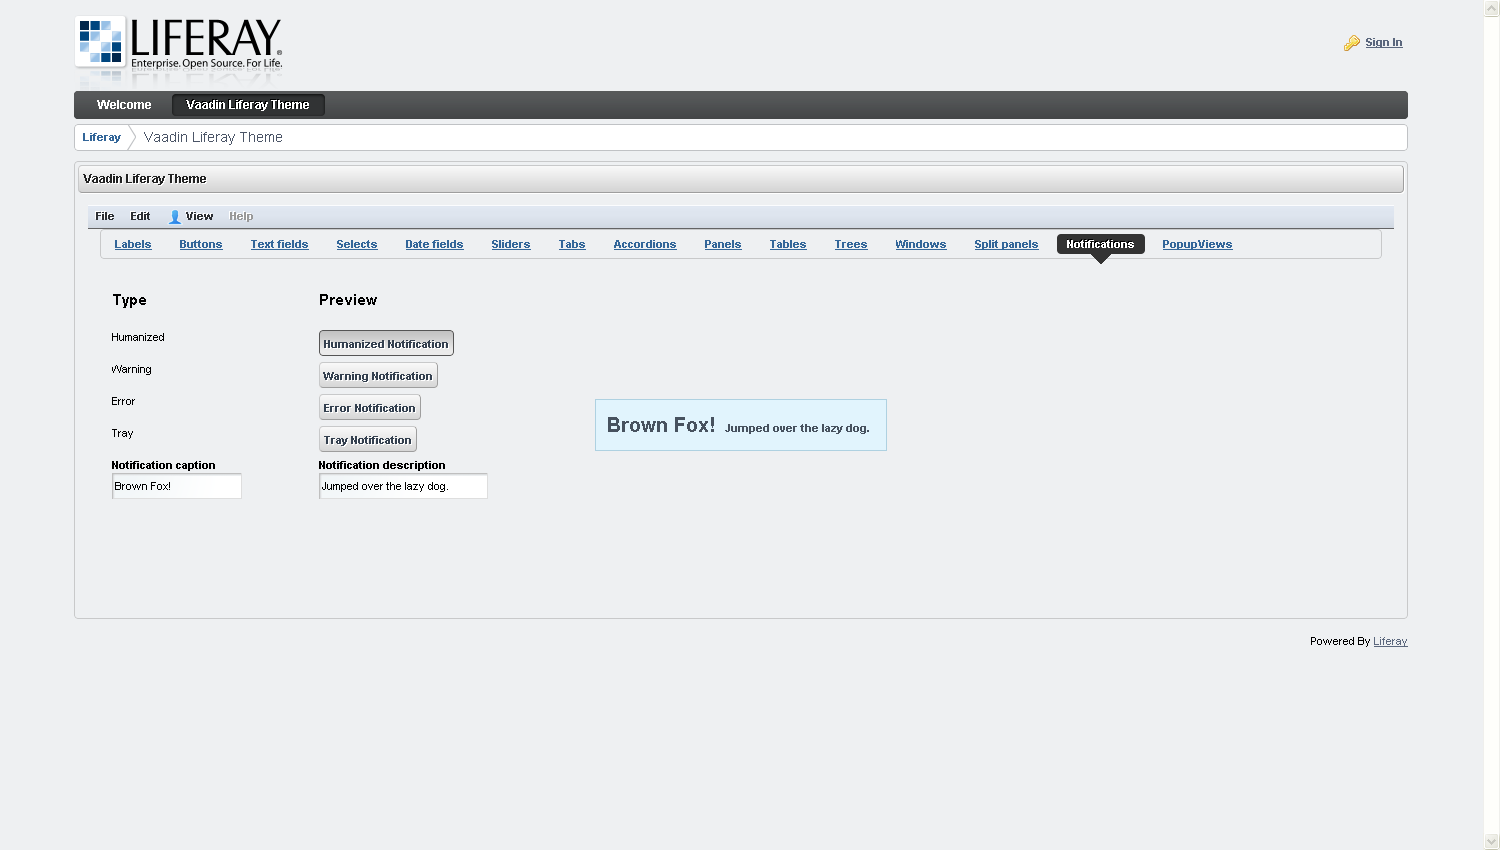 LIFERAY.
Enterprise. Open Source. For Life.
Sign In
Welcome Vaadin Liferay Theme
Liferay Vaadin Liferay Theme
Vaadin Liferay Theme
File Edit View Help
Labels Buttons Text fields Selects Date fields Sliders Tabs Accordions Panels Tables Trees Windows Split panels Notifications PopupViews
Type Preview
Humanized Humanized Notification
Warning Warning Notification
Error Error Notification
Tray Tray Notification
Brown Fox! Jumped over the lazy dog.
Notification caption Notification description
Brown Fox! Jumped over the lazy dog.
Powered By Liferay